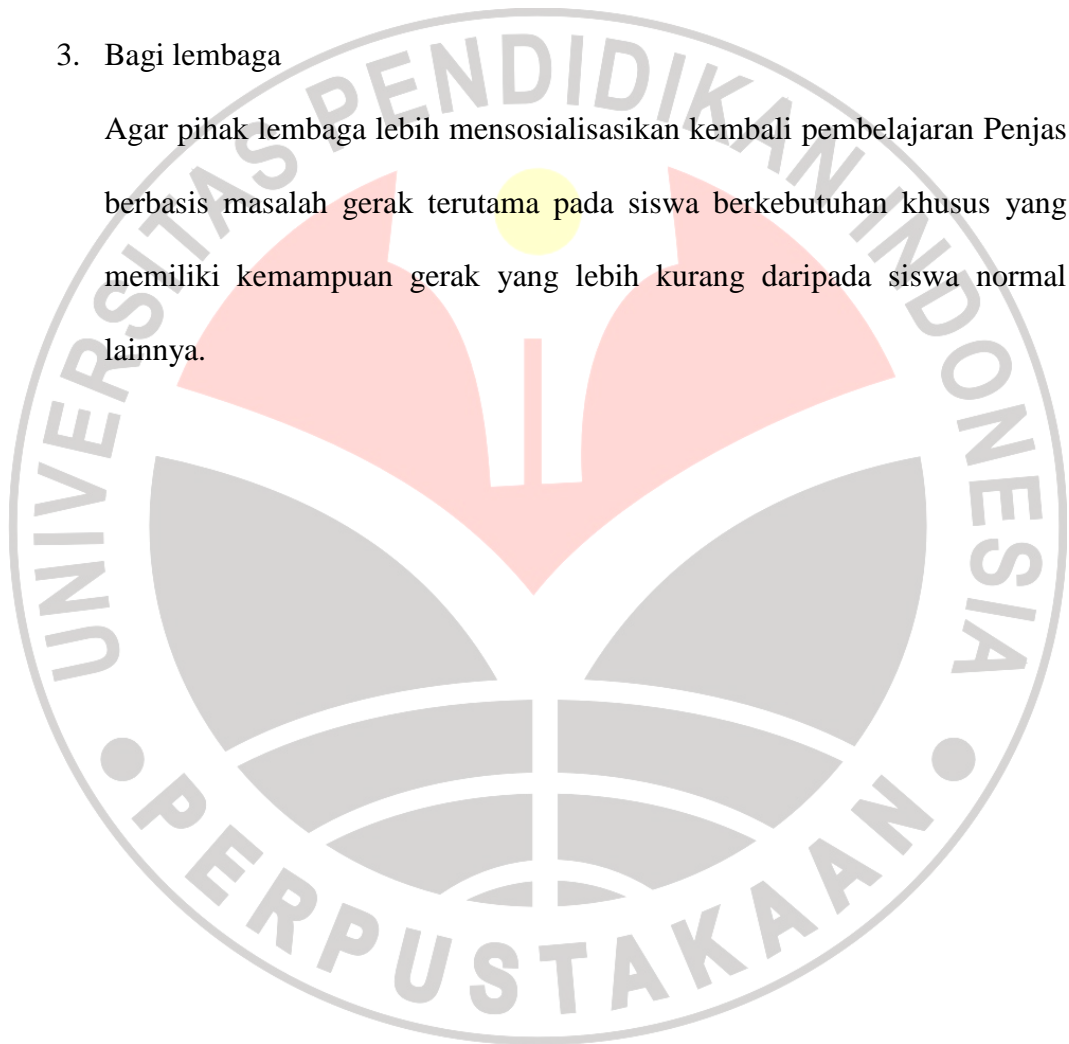 3. Bagi lembaga
Agar pihak lembaga lebih mensosialisasikan kembali pembelajaran Penjas
berbasis masalah gerak terutama pada siswa berkebutuhan khusus yang
memiliki kemampuan gerak yang lebih kurang daripada siswa normal
lainnya.
UNIVERSITAS PENDIDIKAN INDONESIA
PERPUSTAKAAN